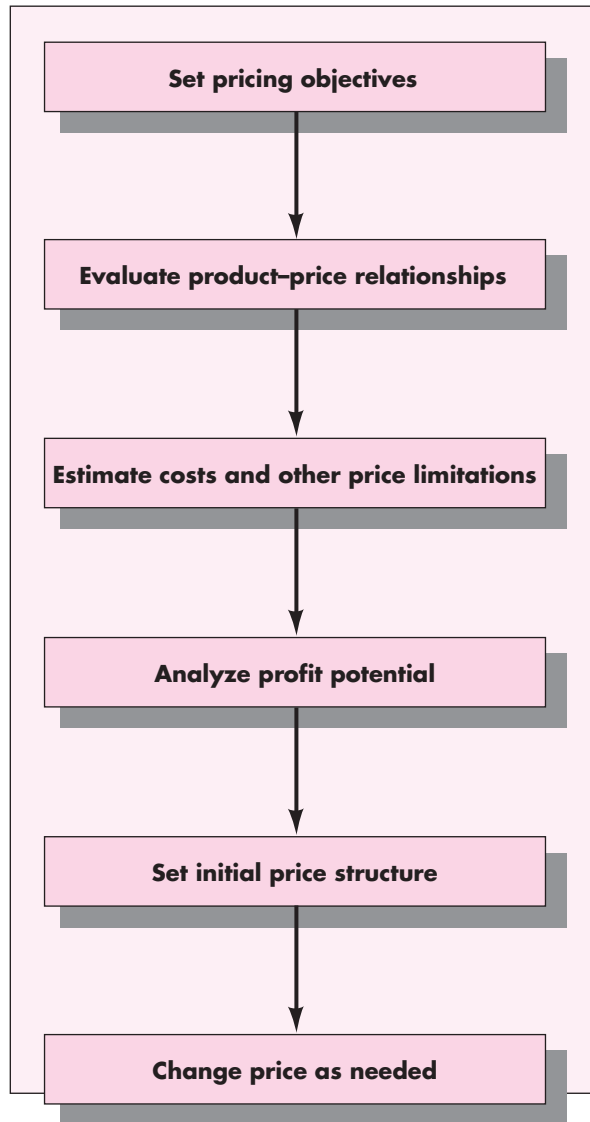 Set pricing objectives
Evaluate product–price relationships
Estimate costs and other price limitations
Analyze profit potential
Set initial price structure
Change price as needed